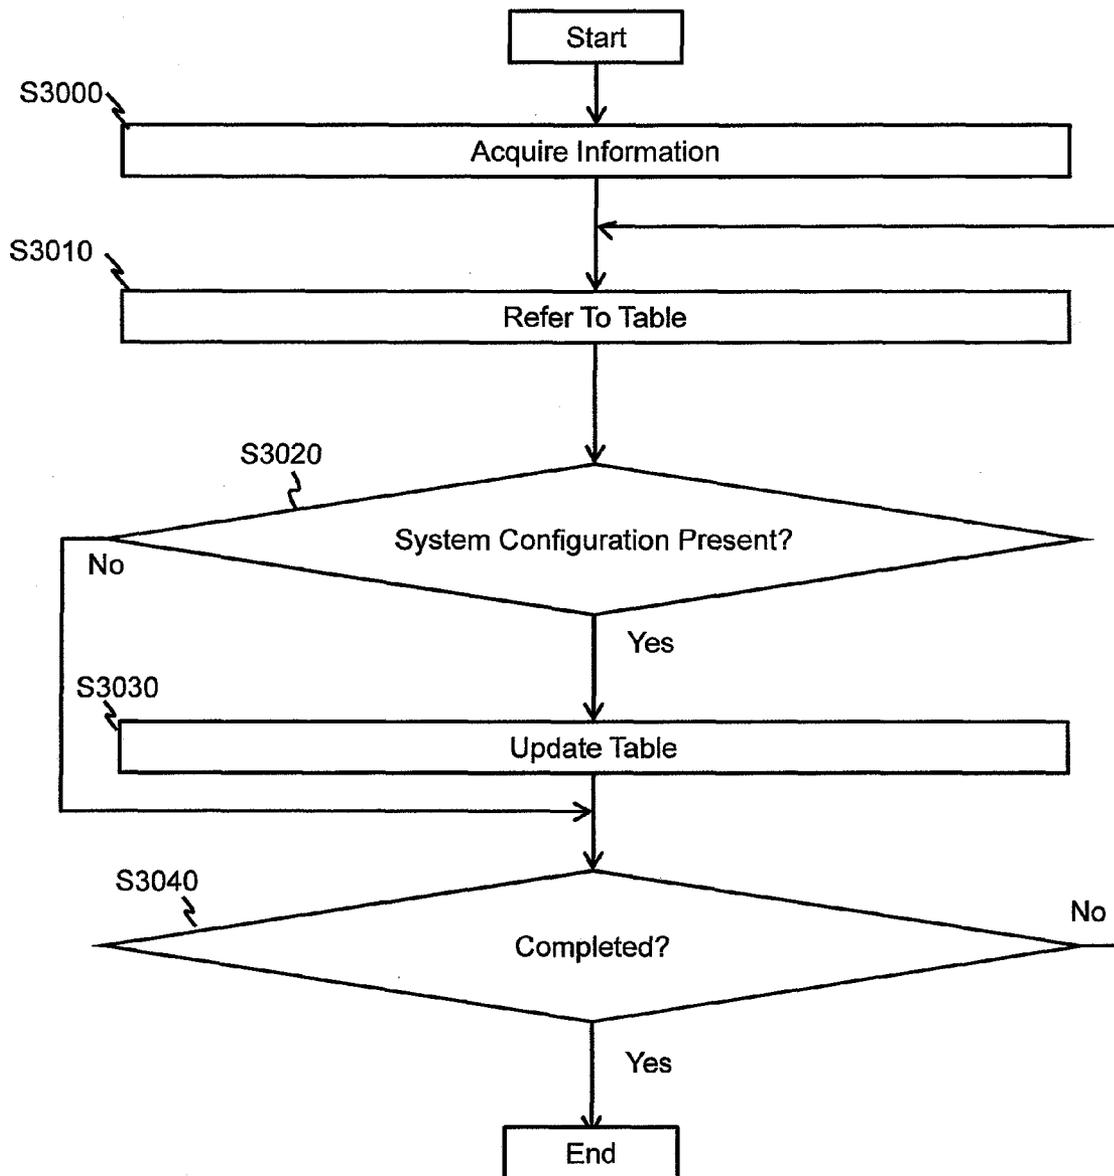 Start
S3000
Acquire Information
S3010
Refer To Table
S3020
System Configuration Present?
No
Yes
S3030
Update Table
S3040
No
Completed?
Yes
End